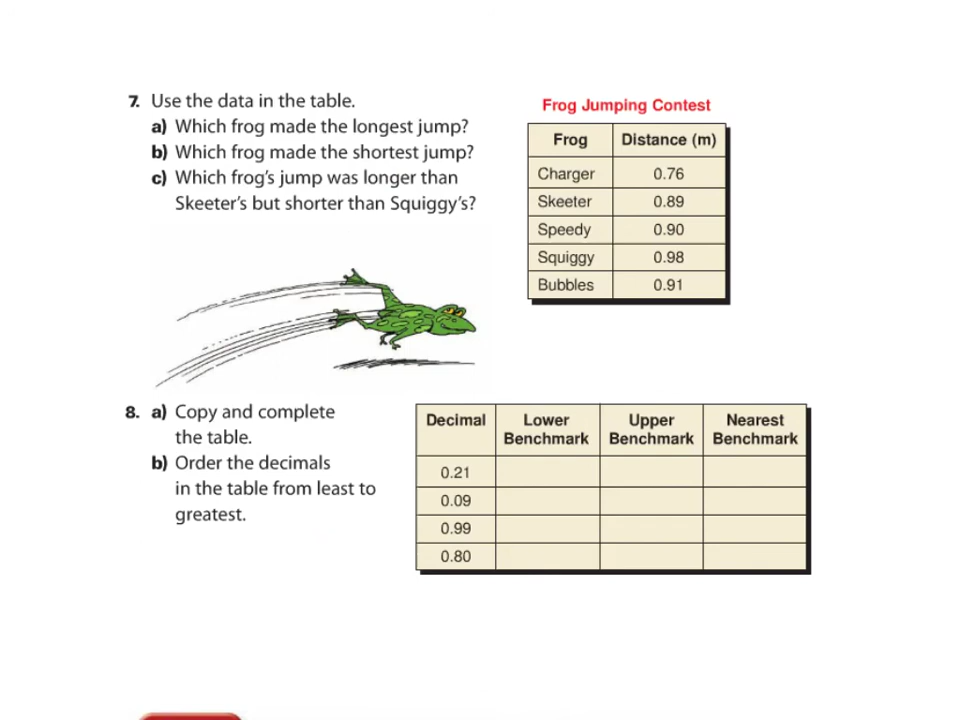 7. Use the data in the table.
a) Which frog made the longest jump?
b) Which frog made the shortest jump?
c) Which frog's jump was longer than
Skeeter's but shorter than Squiggy's?
Frog Jumping Contest
Frog Distance (m)
Charger 0.76
Skeeter 0.89
Speedy 0.90
Squiggy 0.98
Bubbles 0.91
8. a) Copy and complete
the table.
b) Order the decimals
in the table from least to
greatest.
Decimal Lower Benchmark Upper Benchmark Nearest Benchmark
0.21
0.09
0.99
0.80